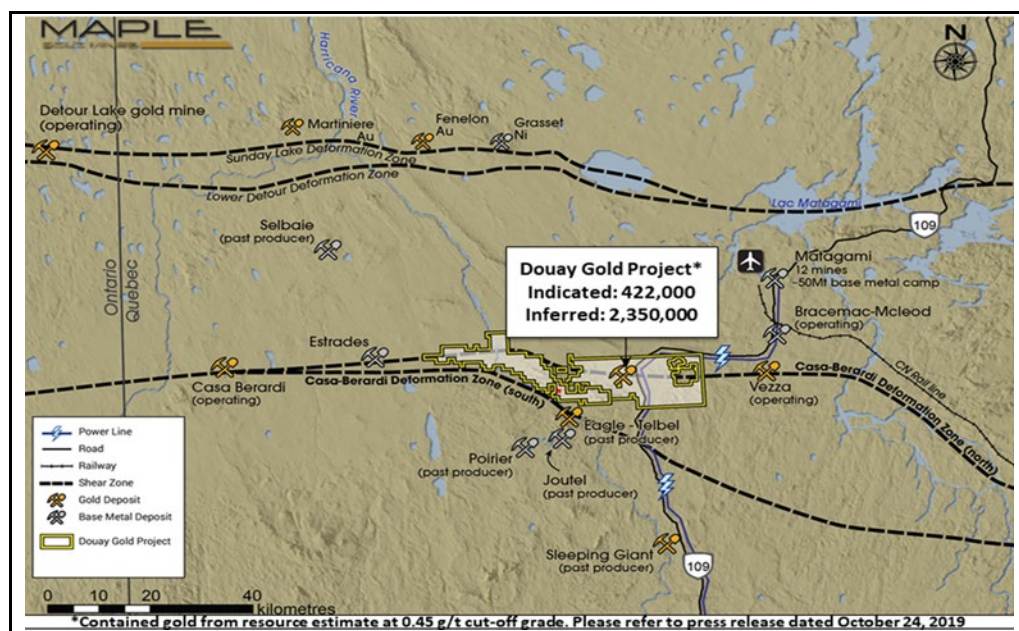 MAPLE
GOLD MINES
N
Harricana River
Detour Lake gold mine
(operating)
Martiniere
Au
Fenelon
Au
Grasset
Ni
Sunday Lake Deformation Zone
Lower Detour Deformation Zone
Lac Matagami
109
Selbaie
(past producer)
Ontario
Quebec
Douay Gold Project*
Indicated: 422,000
Inferred: 2,350,000
Matagami
12 mines
~50Mt base metal camp
Bracemac-Mcleod
(operating)
CN Rail line
Estrades
Casa Berardi
(operating)
Casa-Berardi Deformation Zone (south)
Vezza
(operating)
Casa-Berardi Deformation Zone (north)
Eagle - Telbel
(past producer)
Poirier
(past producer)
Joutel
(past producer)
Sleeping Giant
(past producer)
109
Power Line
Road
Railway
Shear Zone
Gold Deposit
Base Metal Deposit
Douay Gold Project
0 10 20 40
kilometres
*Contained gold from resource estimate at 0.45 g/t cut-off grade. Please refer to press release dated October 24, 2019